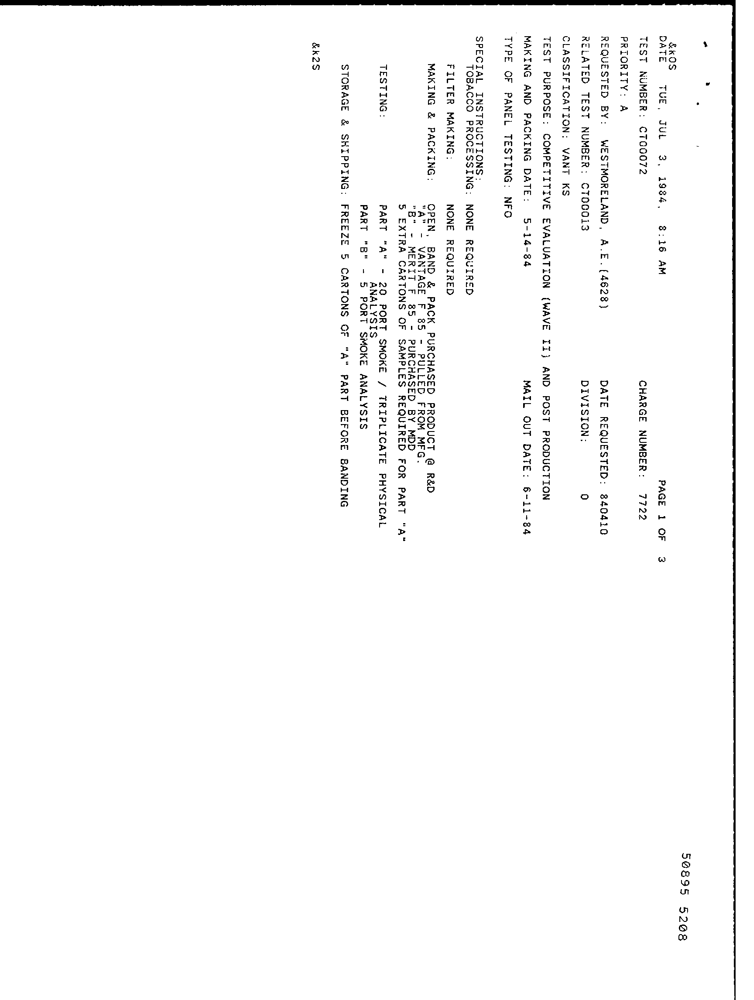 &k0S
DATE TUE, JUL 3, 1984, 8:16 AM PAGE 1 OF 3
TEST NUMBER: CT00072 CHARGE NUMBER: 7722
PRIORITY: A
REQUESTED BY: WESTMORELAND, A.E.(4628) DATE REQUESTED: 840410
RELATED TEST NUMBER: CT00013 DIVISION: 0
CLASSIFICATION: VANT KS
TEST PURPOSE: COMPETITIVE EVALUATION (WAVE II) AND POST PRODUCTION
MAKING AND PACKING DATE: 5-14-84 MAIL OUT DATE: 6-11-84
TYPE OF PANEL TESTING: NFO
SPECIAL INSTRUCTIONS:
TOBACCO PROCESSING: NONE REQUIRED
FILTER MAKING: NONE REQUIRED
MAKING & PACKING: OPEN, BAND & PACK PURCHASED PRODUCT @ R&D
"A" - VANTAGE F 85 - PULLED FROM MFG.
"B" - MERIT F 85 - PURCHASED BY MDD
5 EXTRA CARTONS OF SAMPLES REQUIRED FOR PART "A"
TESTING: PART "A" - 20 PORT SMOKE / TRIPLICATE PHYSICAL
ANALYSIS
PART "B" - 5 PORT SMOKE ANALYSIS
STORAGE & SHIPPING: FREEZE 5 CARTONS OF "A" PART BEFORE BANDING
&k2S
50895 5208